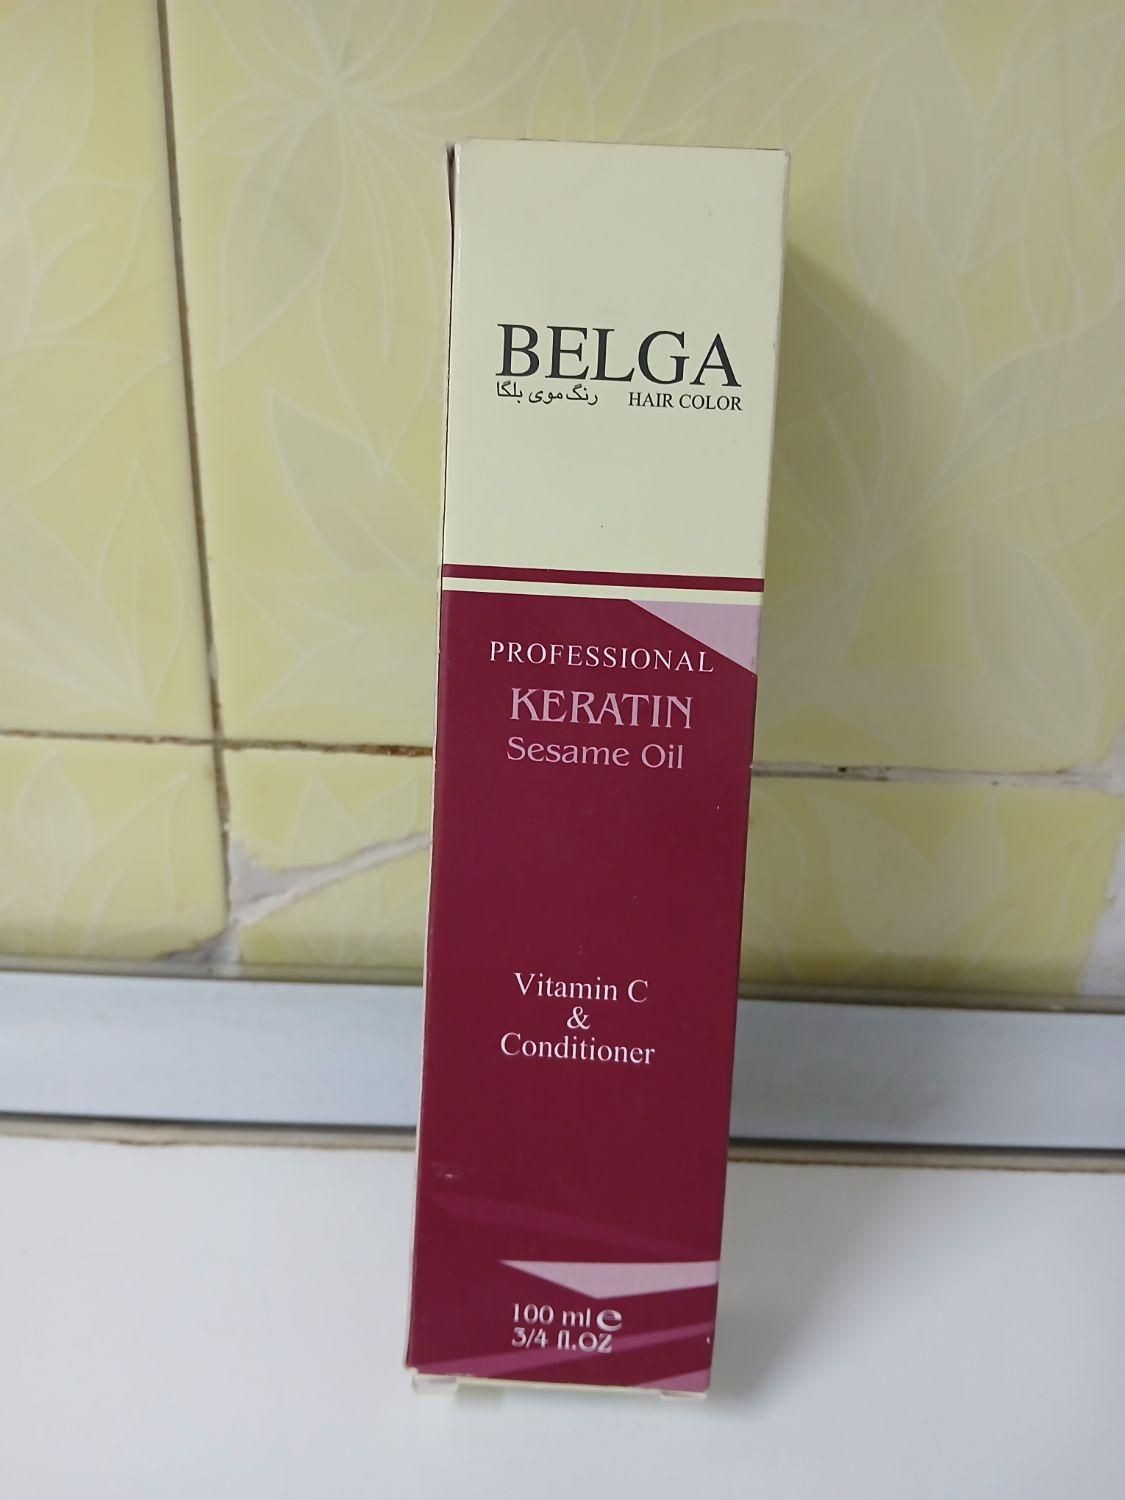 BELGA
رنگ موی بلگا HAIR COLOR
PROFESSIONAL
KERATIN
Sesame Oil
Vitamin C
&
Conditioner
100 ml e
3/4 fl.OZ